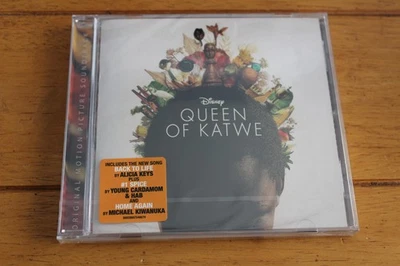 ORIGINAL MOTION PICTURE SOUNDTRACK
Disney
QUEEN
OF KATWE
INCLUDES THE NEW SONG
BACK TO LIFE
BY ALICIA KEYS
PLUS
#1 SPICE
BY YOUNG CARDAMOM
& HAB
AND
HOME AGAIN
BY MICHAEL KIWANUKA